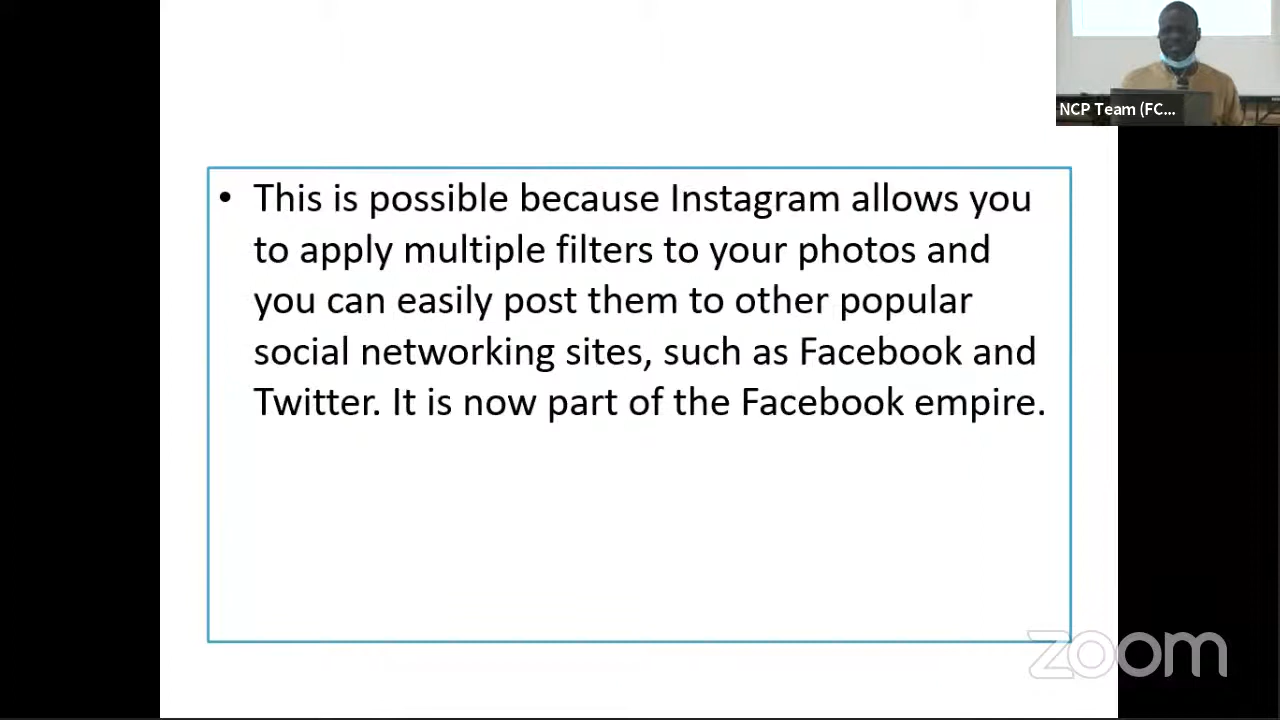 NCP Team (FC...
• This is possible because Instagram allows you
to apply multiple filters to your photos and
you can easily post them to other popular
social networking sites, such as Facebook and
Twitter. It is now part of the Facebook empire.
zoom